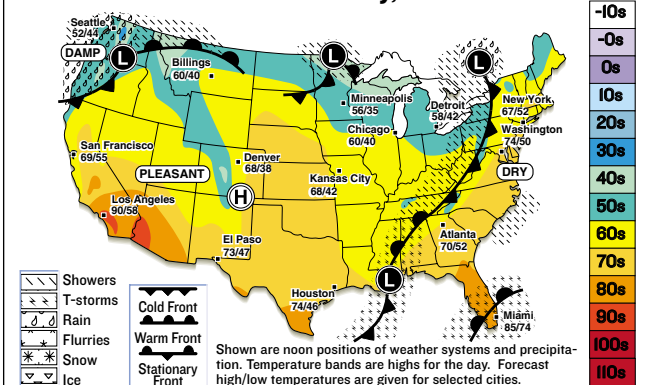 Seattle
52/44
DAMP
L
Billings
60/40
L
L
Minneapolis
56/35
Detroit
58/42
New York
67/52
Chicago
60/40
Washington
74/50
San Francisco
69/55
Denver
68/38
PLEASANT
Kansas City
68/42
DRY
H
Los Angeles
90/58
Atlanta
70/52
El Paso
73/47
L
Houston
74/46
Miami
85/74
Showers
T-storms
Rain
Flurries
Snow
Ice
Cold Front
Warm Front
Stationary
Front
Shown are noon positions of weather systems and precipita-
tion. Temperature bands are highs for the day. Forecast
high/low temperatures are given for selected cities.
-10s
-0s
0s
10s
20s
30s
40s
50s
60s
70s
80s
90s
100s
110s